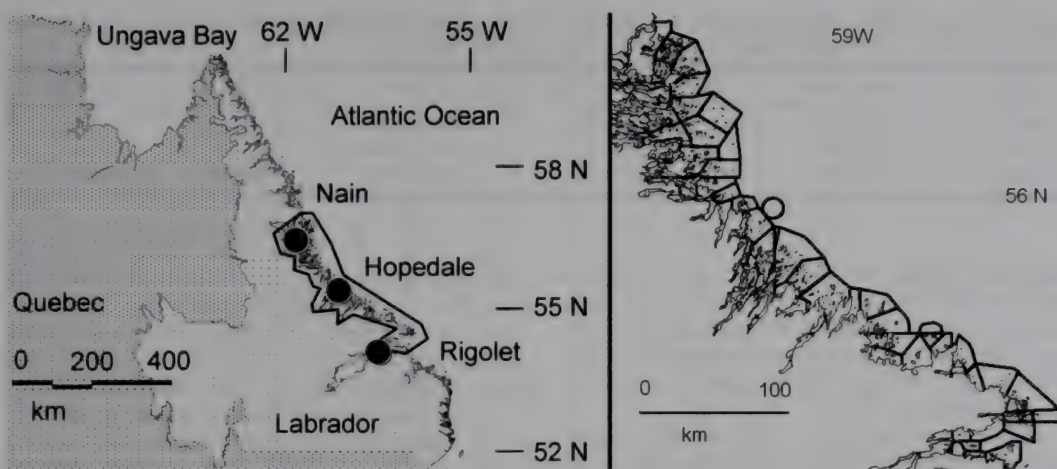 Ungava Bay
62 W
55 W
Atlantic Ocean
58 N
Nain
Hopedale
Quebec
55 N
0 200 400
Rigolet
km
Labrador
52 N
59W
56 N
0 100
km